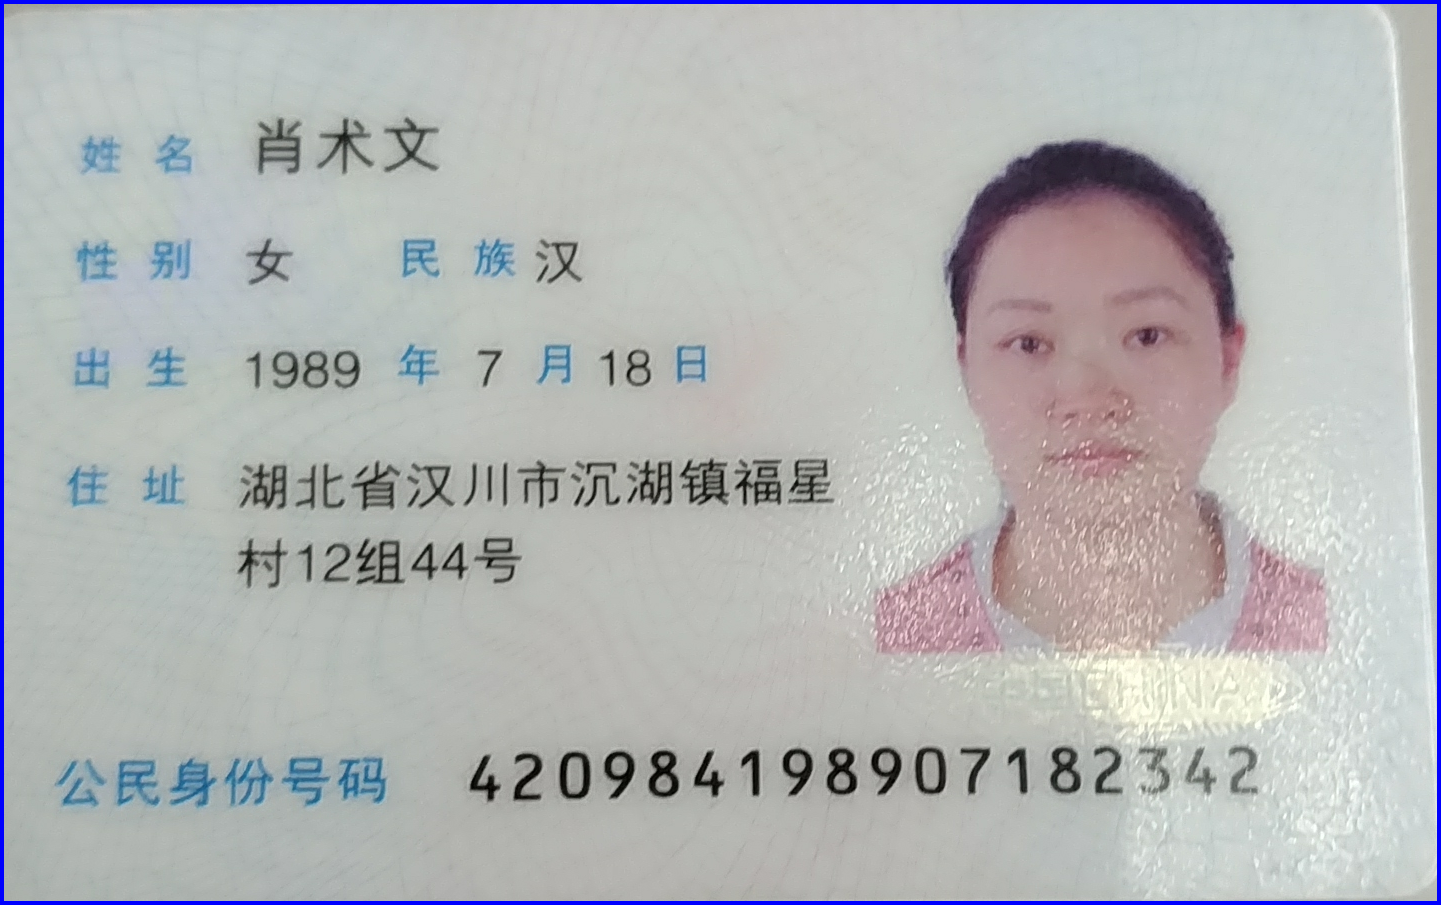 姓名 肖术文
性别 女 民族 汉
出生 1989 年 7 月 18 日
住址 湖北省汉川市沉湖镇福星
村12组44号
CHINA
公民身份号码 420984198907182342